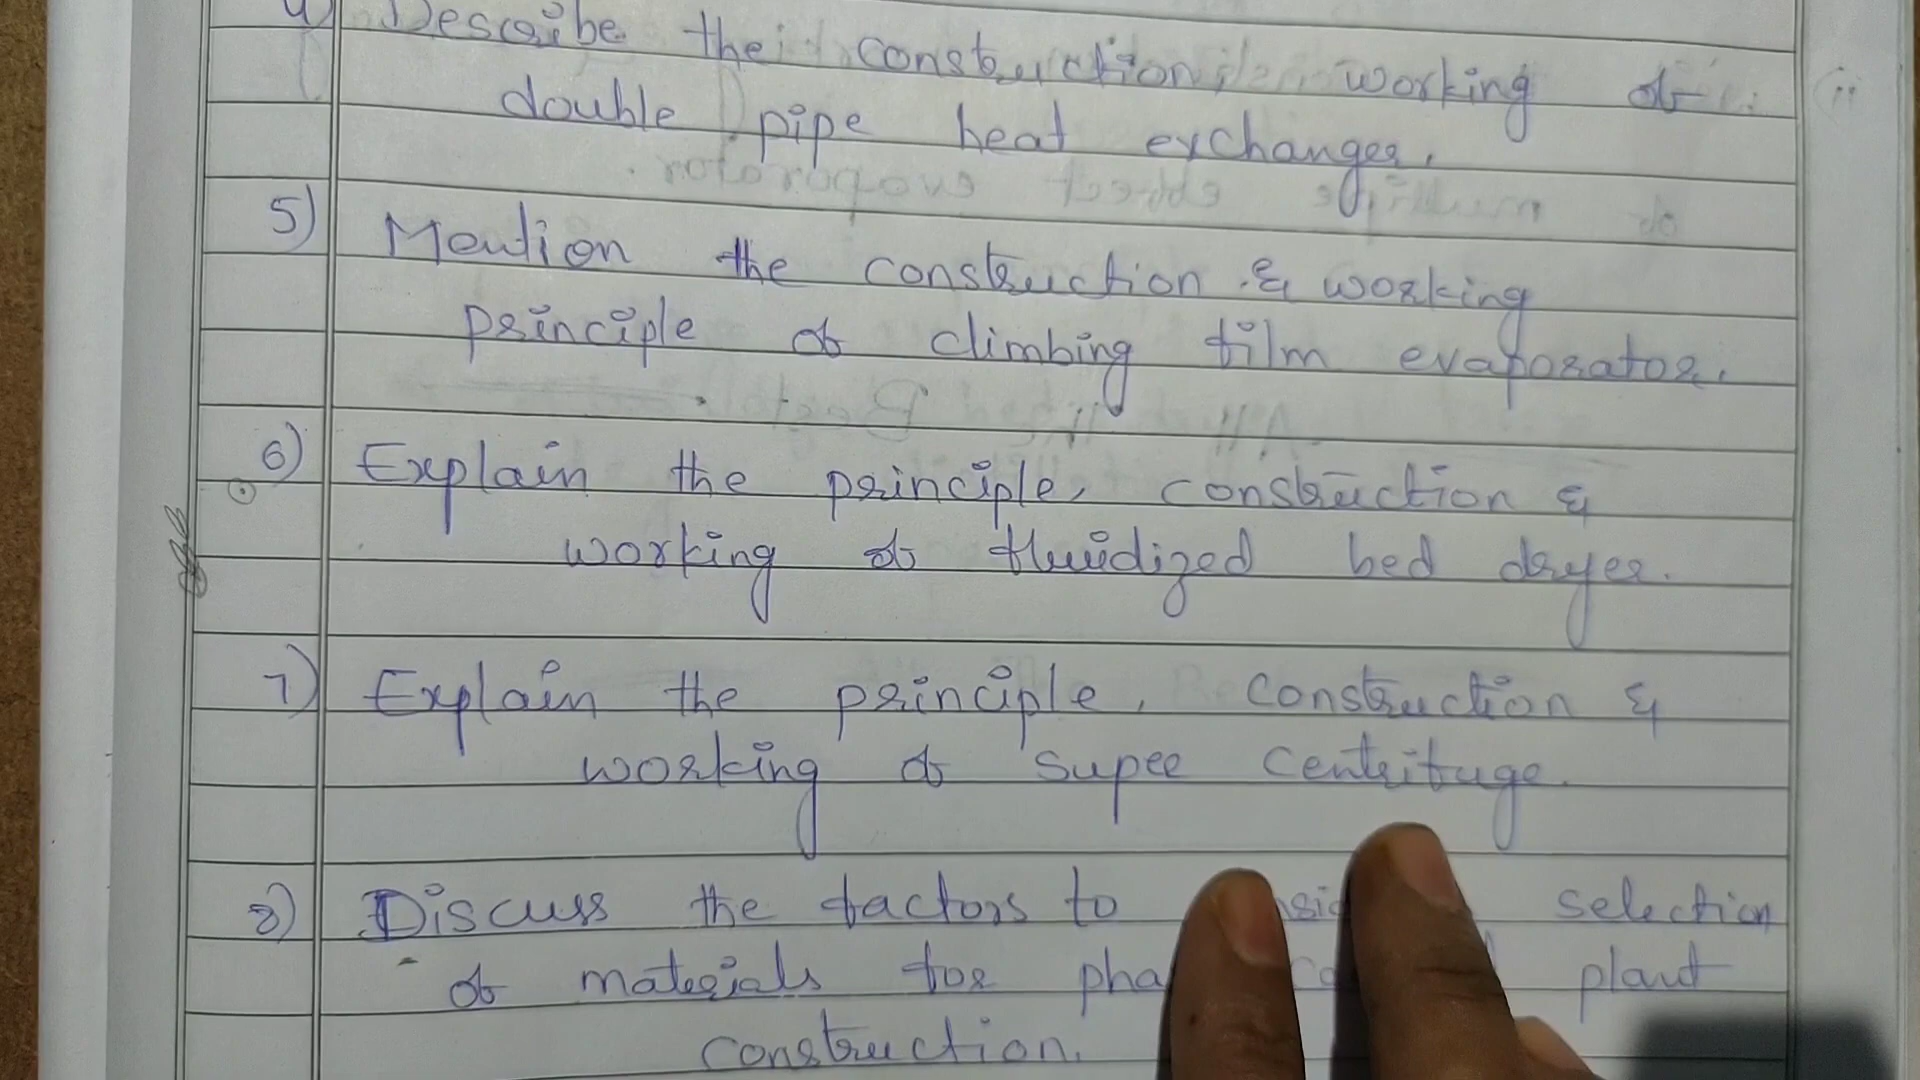 4) Describe the construction, working of
double pipe heat exchanger.
5) Mention the construction & working
principle of climbing film evaporator.
6) Explain the principle, construction &
working of fluidized bed dryer.
7) Explain the principle, construction &
working of super centrifuge.
8) Discuss the factors to selection
of materials for plant
construction.